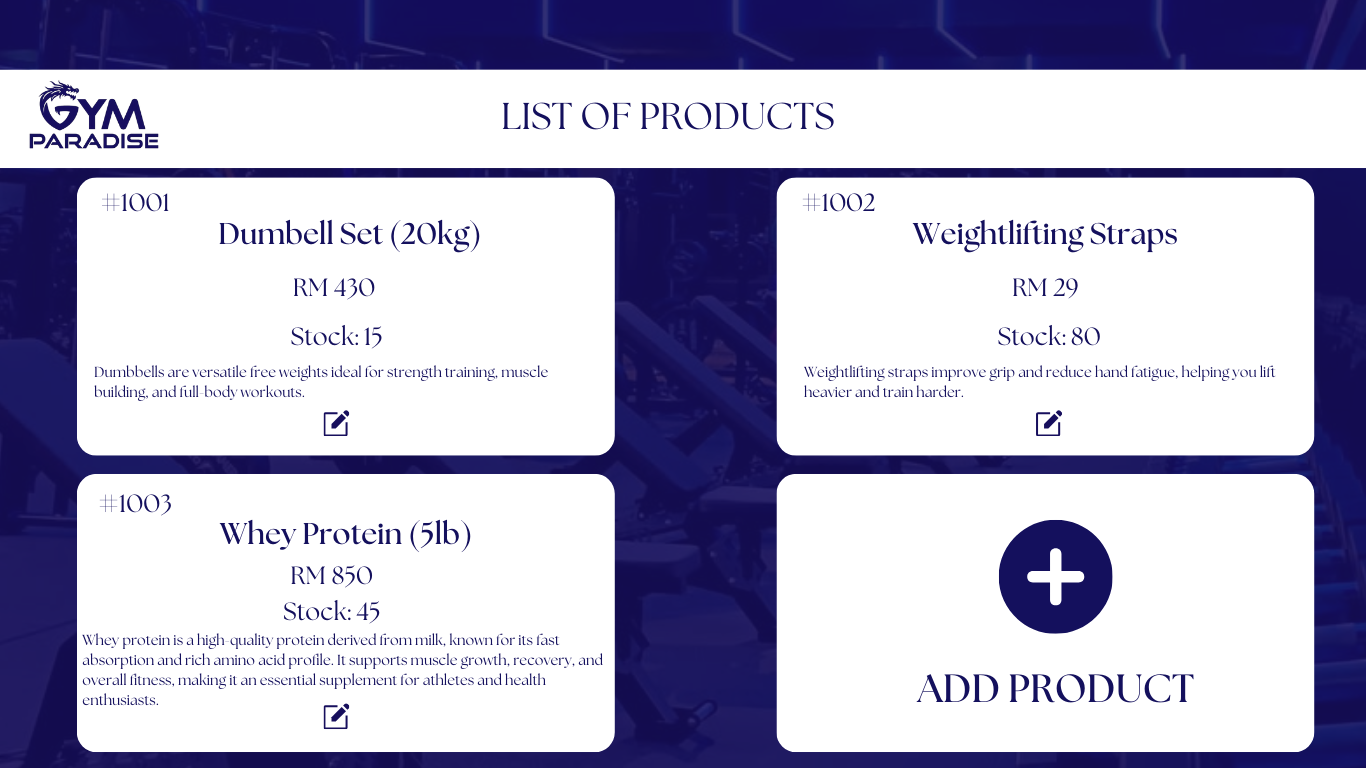 GYM
PARADISE
LIST OF PRODUCTS
#1001
Dumbell Set (20kg)
RM 430
Stock: 15
Dumbbells are versatile free weights ideal for strength training, muscle
building, and full-body workouts.
#1002
Weightlifting Straps
RM 29
Stock: 80
Weightlifting straps improve grip and reduce hand fatigue, helping you lift
heavier and train harder.
#1003
Whey Protein (5lb)
RM 850
Stock: 45
Whey protein is a high-quality protein derived from milk, known for its fast
absorption and rich amino acid profile. It supports muscle growth, recovery, and
overall fitness, making it an essential supplement for athletes and health
enthusiasts.
ADD PRODUCT